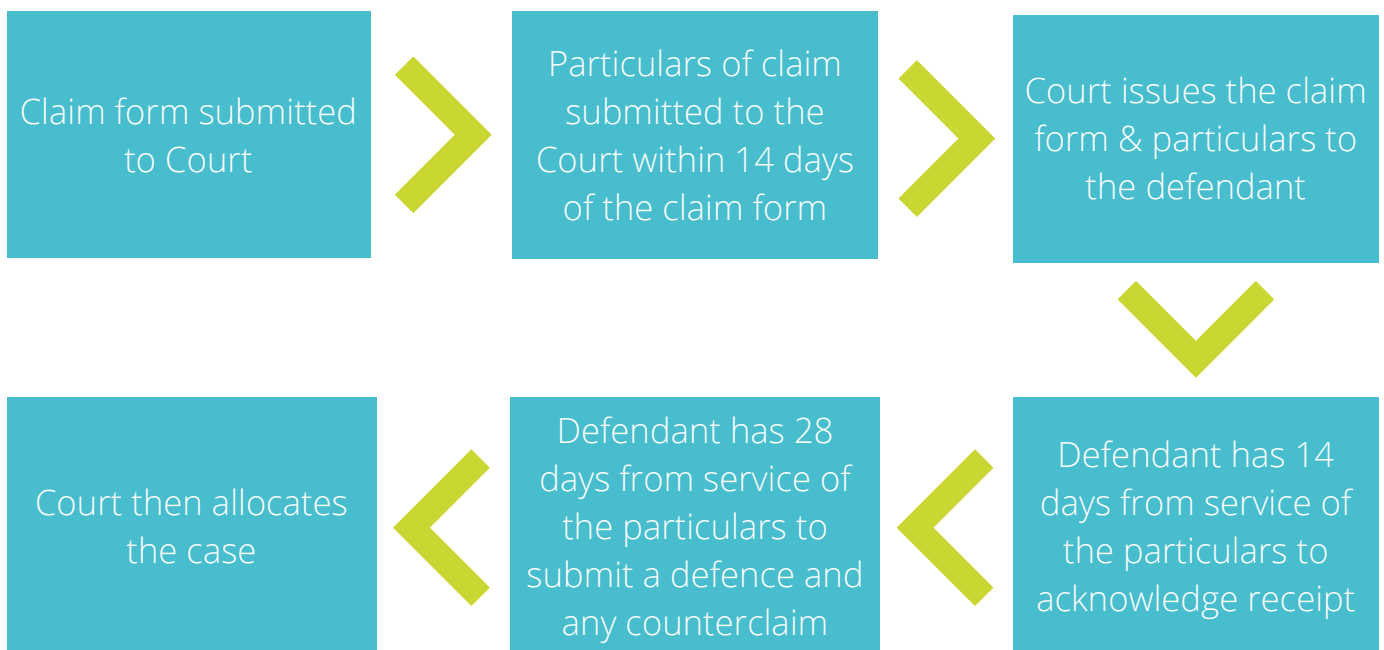 Claim form submitted
to Court
Particulars of claim
submitted to the
Court within 14 days
of the claim form
Court issues the claim
form & particulars to
the defendant
Defendant has 14
days from service of
the particulars to
acknowledge receipt
Defendant has 28
days from service of
the particulars to
submit a defence and
any counterclaim
Court then allocates
the case